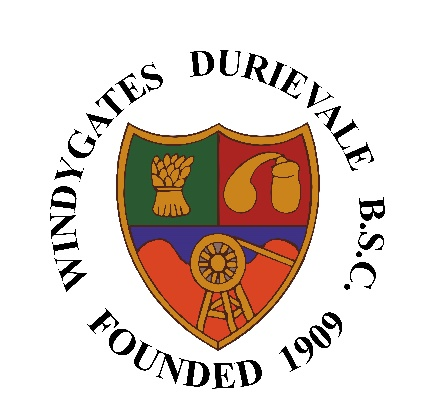 WINDYGATES DURIEVALE B.S.C.
FOUNDED 1909